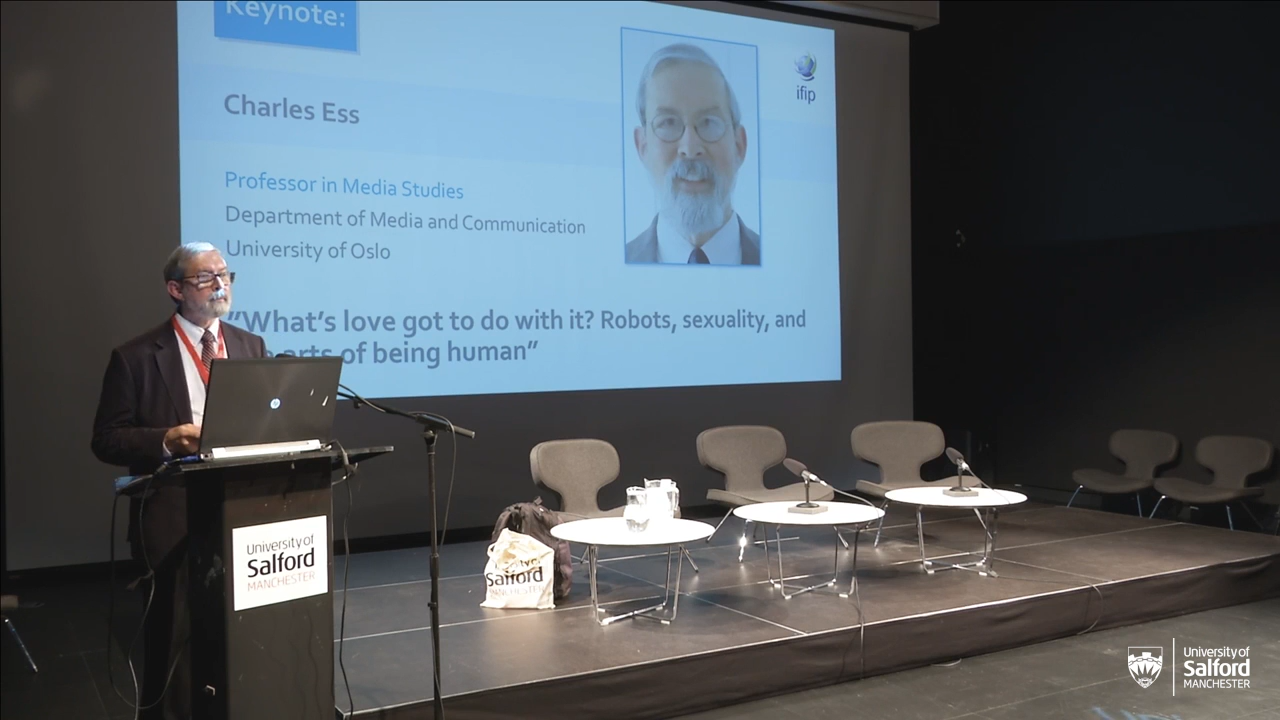 Keynote:
Charles Ess
Professor in Media Studies
Department of Media and Communication
University of Oslo
ifip
"What's love got to do with it? Robots, sexuality, and
arts of being human"
University of
Salford
MANCHESTER
Salford
MANCHESTER
University of
Salford
MANCHESTER